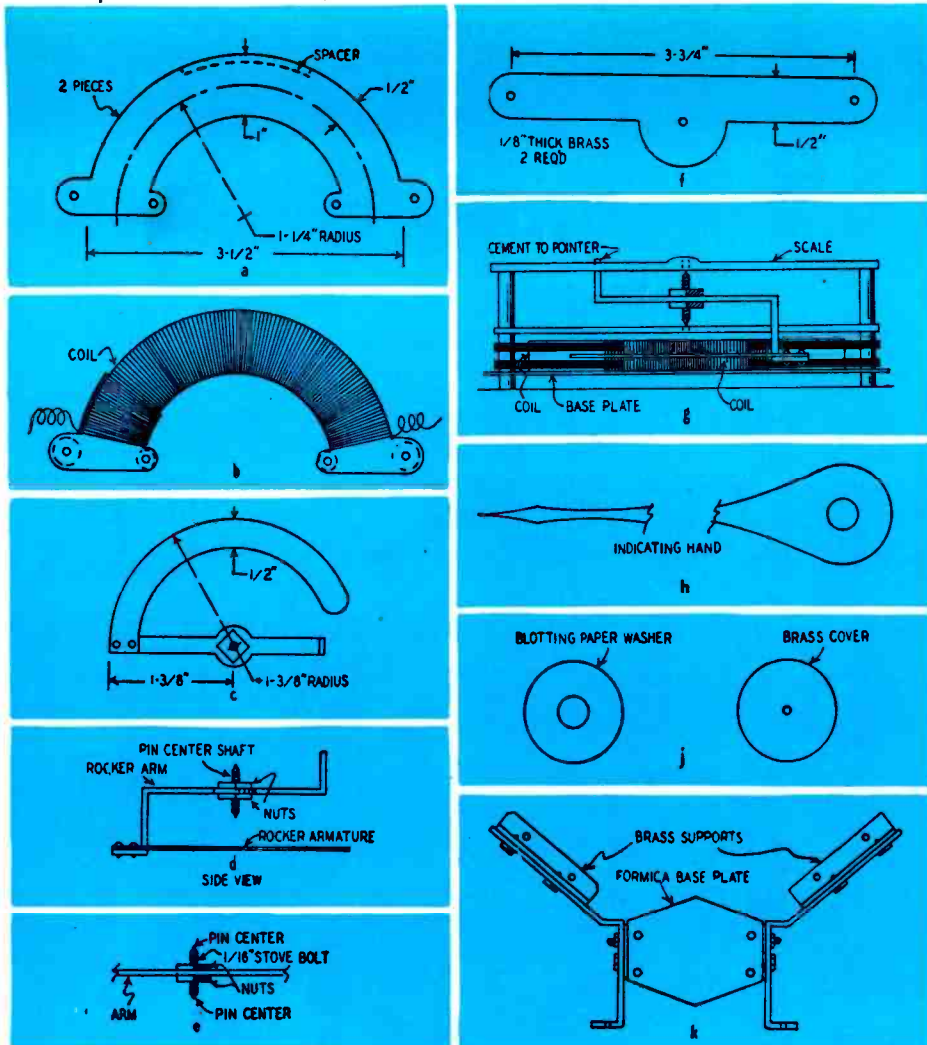 SPACER
2 PIECES
1/2"
1"
1-1/4" RADIUS
3-1/2"
a
COIL
b
1/2"
1-3/8"
1-3/8" RADIUS
c
PIN CENTER SHAFT
ROCKER ARM
NUTS
ROCKER ARMATURE
d
SIDE VIEW
PIN CENTER
1/16" STOVE BOLT
NUTS
ARM
PIN CENTER
e
3-3/4"
1/8" THICK BRASS
2 REQD
1/2"
f
CEMENT TO POINTER
SCALE
COIL
BASE PLATE
COIL
g
INDICATING HAND
h
BLOTTING PAPER WASHER
BRASS COVER
j
BRASS SUPPORTS
FORMICA BASE PLATE
k